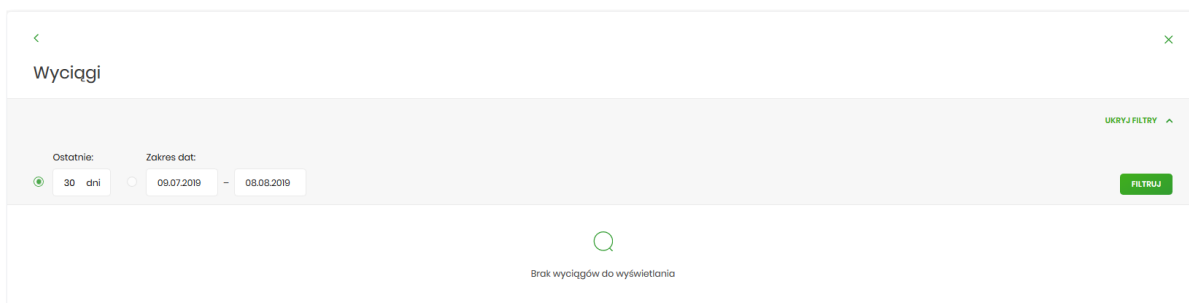 Wyciągi
UKRYJ FILTRY
Ostatnie: Zakres dat:
30 dni 09.07.2019 – 08.08.2019
FILTRUJ
Brak wyciągów do wyświetlania